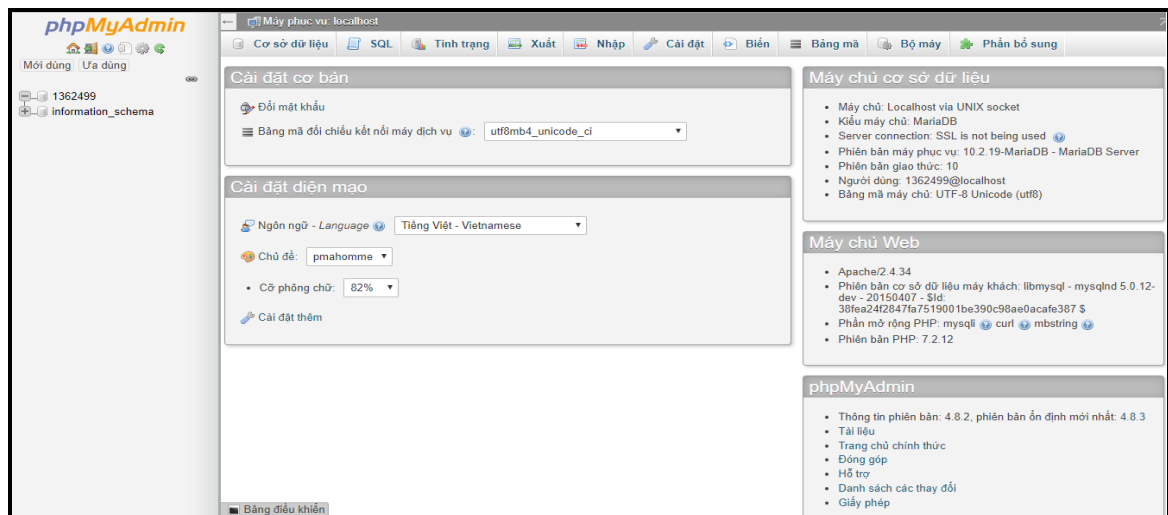 phpMyAdmin
Mới dùng Ưa dùng
1362499
information_schema
Máy phục vụ: localhost
Cơ sở dữ liệu SQL Tình trạng Xuất Nhập Cài đặt Biến Bảng mã Bộ máy Phần bổ sung
Cài đặt cơ bản
Đổi mật khẩu
Bảng mã đối chiếu kết nối máy dịch vụ : utf8mb4_unicode_ci
Cài đặt diện mạo
Ngôn ngữ - Language Tiếng Việt - Vietnamese
Chủ đề: pmahomme
Cỡ phông chữ: 82%
Cài đặt thêm
Bảng điều khiển
Máy chủ cơ sở dữ liệu
Máy chủ: Localhost via UNIX socket
Kiểu máy chủ: MariaDB
Server connection: SSL is not being used
Phiên bản máy phục vụ: 10.2.19-MariaDB - MariaDB Server
Phiên bản giao thức: 10
Người dùng: 1362499@localhost
Bảng mã máy chủ: UTF-8 Unicode (utf8)
Máy chủ Web
Apache/2.4.34
Phiên bản cơ sở dữ liệu máy khách: libmysql - mysqlnd 5.0.12-
dev - 20150407 - $Id:
38fea24f2847fa7519001be390c98ae0acafe387 $
Phần mở rộng PHP: mysqli curl mbstring
Phiên bản PHP: 7.2.12
phpMyAdmin
Thông tin phiên bản: 4.8.2, phiên bản ổn định mới nhất: 4.8.3
Tài liệu
Trang chủ chính thức
Đóng góp
Hỗ trợ
Danh sách các thay đổi
Giấy phép